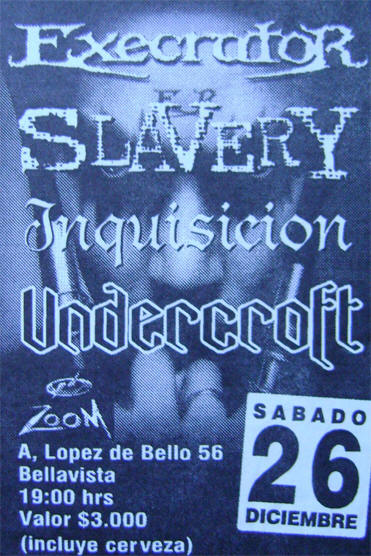 Execrator
Slavery
Inquisicion
Undercroft
Zoom
A, Lopez de Bello 56
Bellavista
19:00 hrs
Valor $3.000
(incluye cerveza)
SABADO
26
DICIEMBRE